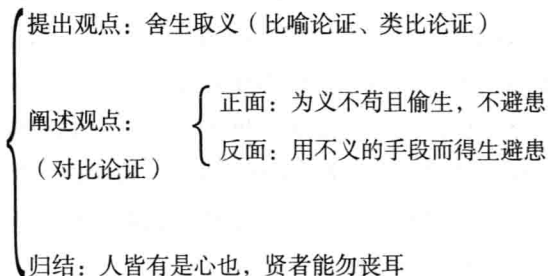 提出观点：舍生取义（比喻论证、类比论证）
阐述观点：
（对比论证）
正面：为义不苟且偷生，不避患
反面：用不义的手段而得生避患
归结：人皆有是心也，贤者能勿丧耳